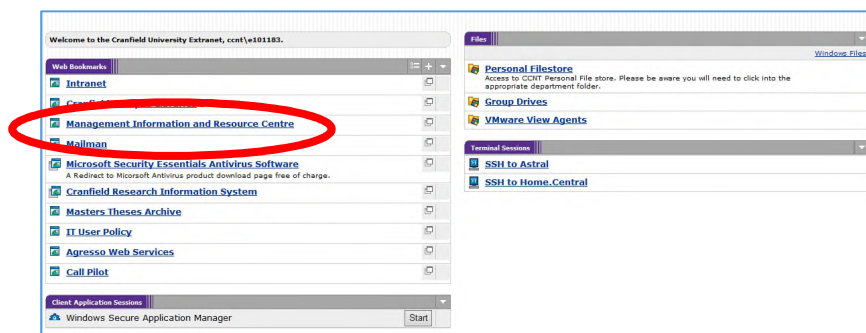 Welcome to the Cranfield University Extranet, ccnt\e101183.
Web Bookmarks
Intranet
Management Information and Resource Centre
Mailman
Microsoft Security Essentials Antivirus Software
A Redirect to Micorsoft Antivirus product download page free of charge.
Cranfield Research Information System
Masters Theses Archive
IT User Policy
Agresso Web Services
Call Pilot
Client Application Sessions
Windows Secure Application Manager
Start
Files
Windows Files
Personal Filestore
Access to CCNT Personal File store. Please be aware you will need to click into the
appropriate department folder.
Group Drives
VMware View Agents
Terminal Sessions
SSH to Astral
SSH to Home.Central